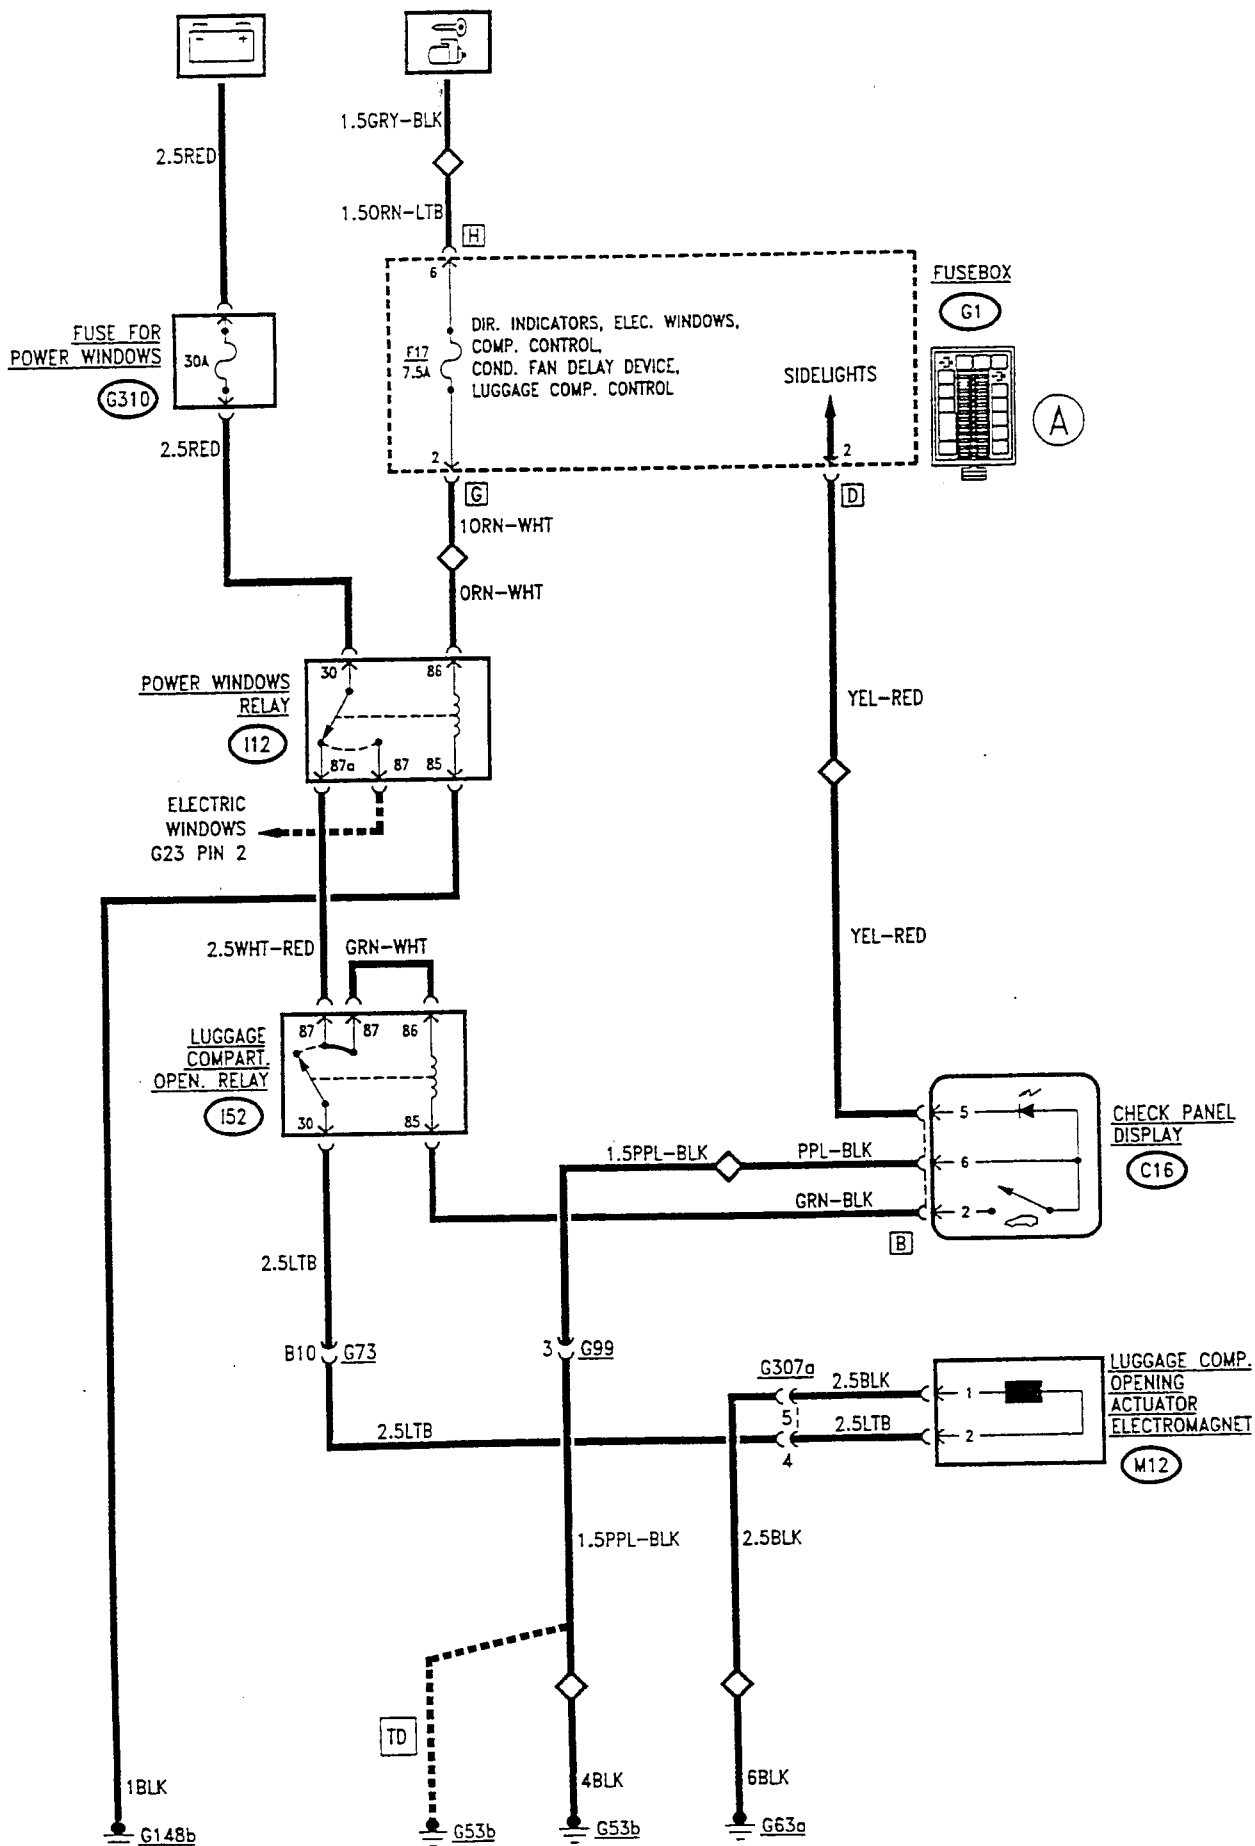 - +
1.5GRY-BLK
2.5RED
1.5ORN-LTB
H
6
FUSEBOX
G1
FUSE FOR
POWER WINDOWS
G310
30A
F17
7.5A
DIR. INDICATORS, ELEC. WINDOWS,
COMP. CONTROL,
COND. FAN DELAY DEVICE,
LUGGAGE COMP. CONTROL
SIDELIGHTS
A
2.5RED
2
G
2
D
1ORN-WHT
ORN-WHT
POWER WINDOWS
RELAY
I12
30
86
87a
87
85
YEL-RED
ELECTRIC
WINDOWS
G23 PIN 2
YEL-RED
2.5WHT-RED
GRN-WHT
LUGGAGE
COMPART.
OPEN. RELAY
I52
87
87
86
30
85
CHECK PANEL
DISPLAY
C16
5
6
2
1.5PPL-BLK
PPL-BLK
GRN-BLK
B
2.5LTB
B10
G73
3
G99
G307a
5
4
2.5BLK
2.5LTB
2.5LTB
1
2
LUGGAGE COMP.
OPENING
ACTUATOR
ELECTROMAGNET
M12
1.5PPL-BLK
2.5BLK
TD
1BLK
4BLK
6BLK
G148b
G53b
G53b
G63a